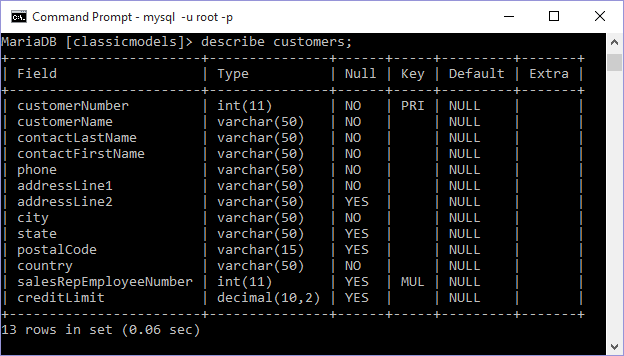 Command Prompt - mysql  -u root -p
MariaDB [classicmodels]> describe customers;
+------------------------+---------------+------+-----+---------+-------+
| Field                  | Type          | Null | Key | Default | Extra |
+------------------------+---------------+------+-----+---------+-------+
| customerNumber         | int(11)       | NO   | PRI | NULL    |       |
| customerName           | varchar(50)   | NO   |     | NULL    |       |
| contactLastName        | varchar(50)   | NO   |     | NULL    |       |
| contactFirstName       | varchar(50)   | NO   |     | NULL    |       |
| phone                  | varchar(50)   | NO   |     | NULL    |       |
| addressLine1           | varchar(50)   | NO   |     | NULL    |       |
| addressLine2           | varchar(50)   | YES  |     | NULL    |       |
| city                   | varchar(50)   | NO   |     | NULL    |       |
| state                  | varchar(50)   | YES  |     | NULL    |       |
| postalCode             | varchar(15)   | YES  |     | NULL    |       |
| country                | varchar(50)   | NO   |     | NULL    |       |
| salesRepEmployeeNumber | int(11)       | YES  | MUL | NULL    |       |
| creditLimit            | decimal(10,2) | YES  |     | NULL    |       |
+------------------------+---------------+------+-----+---------+-------+
13 rows in set (0.06 sec)